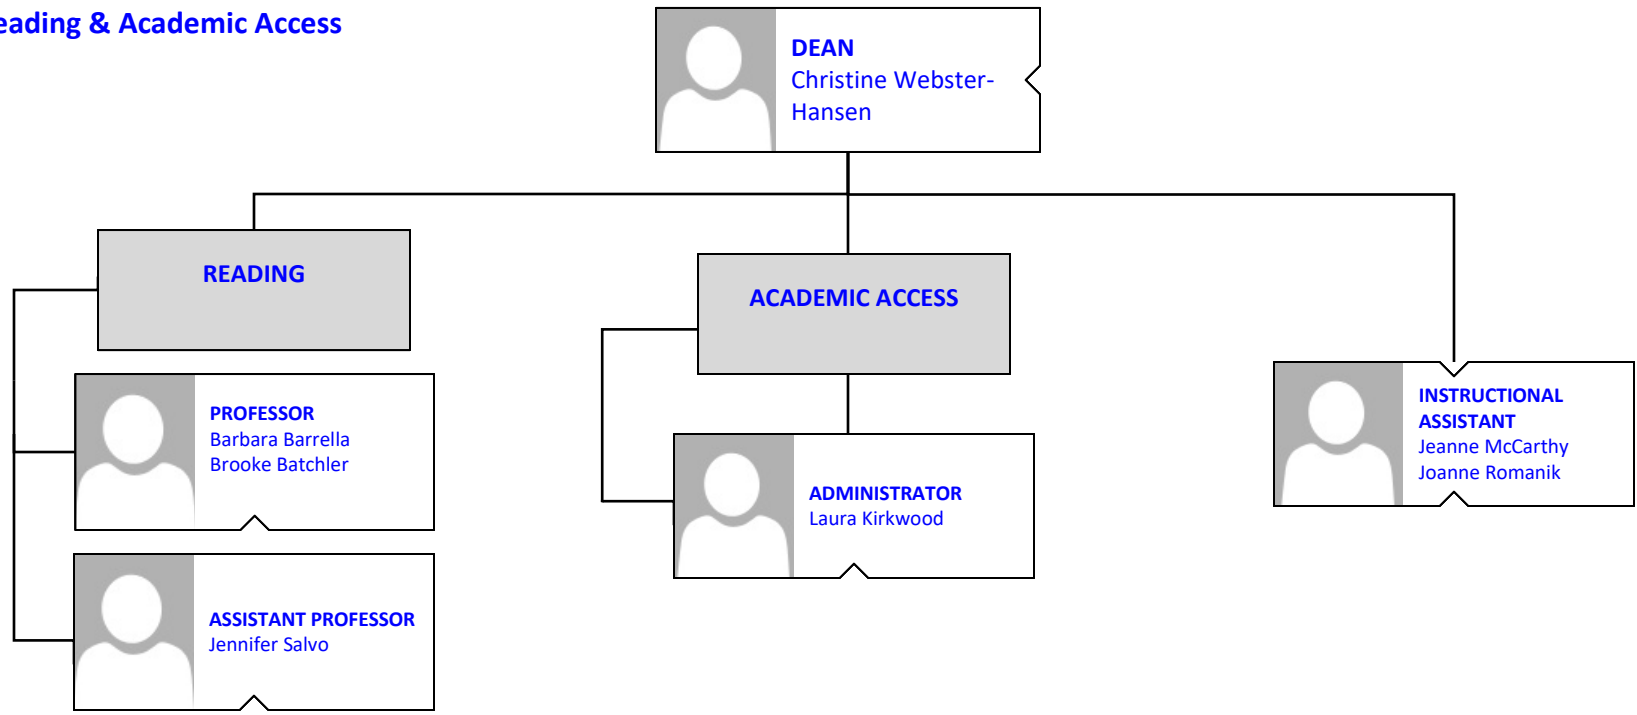 eading & Academic Access
DEAN
Christine Webster-
Hansen
READING
ACADEMIC ACCESS
PROFESSOR
Barbara Barrella
Brooke Batchler
ADMINISTRATOR
Laura Kirkwood
INSTRUCTIONAL
ASSISTANT
Jeanne McCarthy
Joanne Romanik
ASSISTANT PROFESSOR
Jennifer Salvo